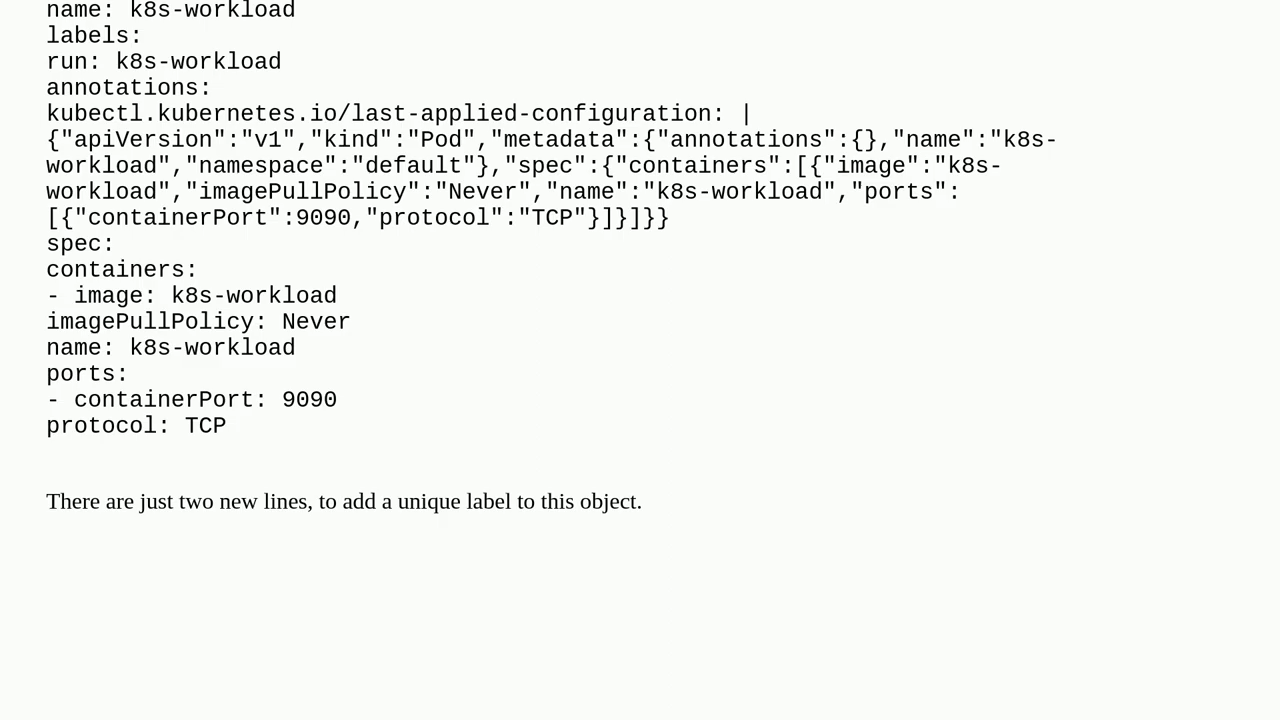 name: k8s-workload
labels:
run: k8s-workload
annotations:
kubectl.kubernetes.io/last-applied-configuration: |
{"apiVersion":"v1","kind":"Pod","metadata":{"annotations":{},"name":"k8s-
workload","namespace":"default"},"spec":{"containers":[{"image":"k8s-
workload","imagePullPolicy":"Never","name":"k8s-workload","ports":
[{"containerPort":9090,"protocol":"TCP"}]}]}}
spec:
containers:
- image: k8s-workload
imagePullPolicy: Never
name: k8s-workload
ports:
- containerPort: 9090
protocol: TCP
There are just two new lines, to add a unique label to this object.